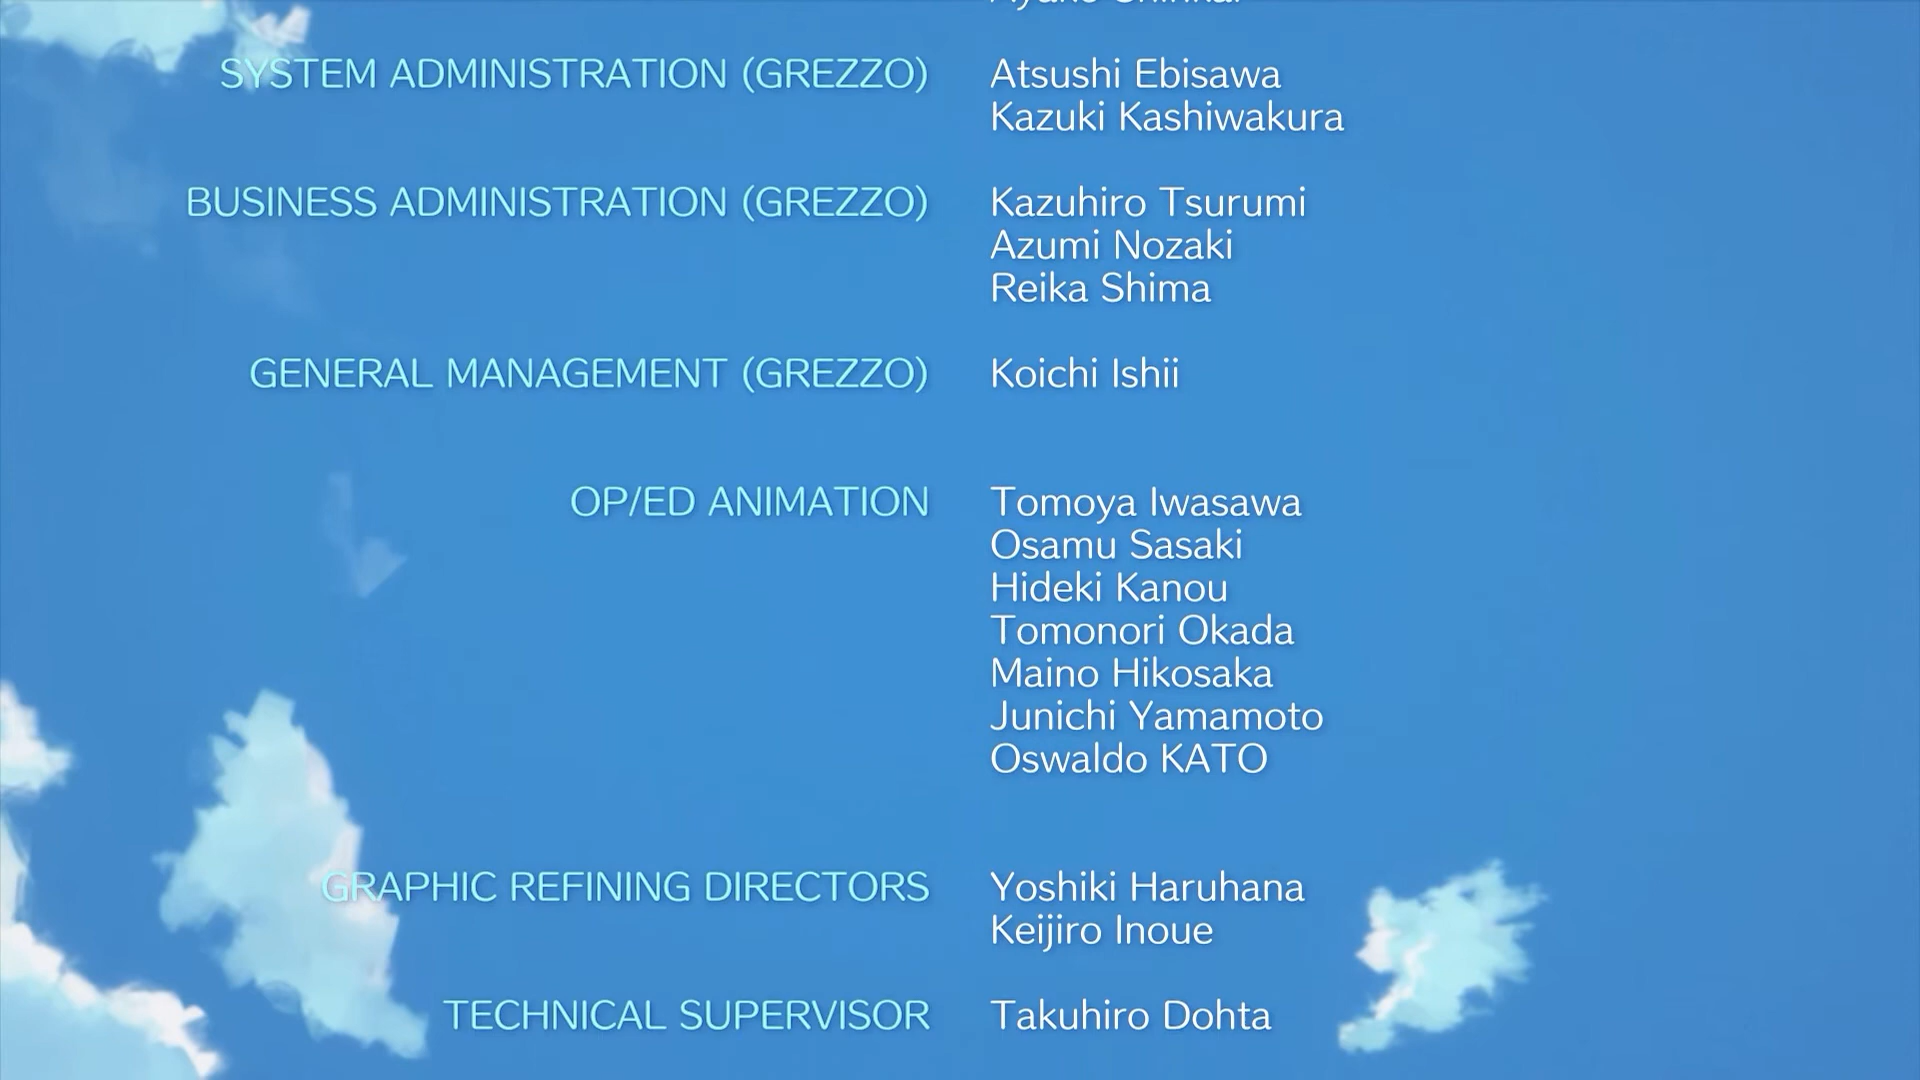 SYSTEM ADMINISTRATION (GREZZO) Atsushi Ebisawa
Kazuki Kashiwakura
BUSINESS ADMINISTRATION (GREZZO) Kazuhiro Tsurumi
Azumi Nozaki
Reika Shima
GENERAL MANAGEMENT (GREZZO) Koichi Ishii
OP/ED ANIMATION Tomoya Iwasawa
Osamu Sasaki
Hideki Kanou
Tomonori Okada
Maino Hikosaka
Junichi Yamamoto
Oswaldo KATO
GRAPHIC REFINING DIRECTORS Yoshiki Haruhana
Keijiro Inoue
TECHNICAL SUPERVISOR Takuhiro Dohta